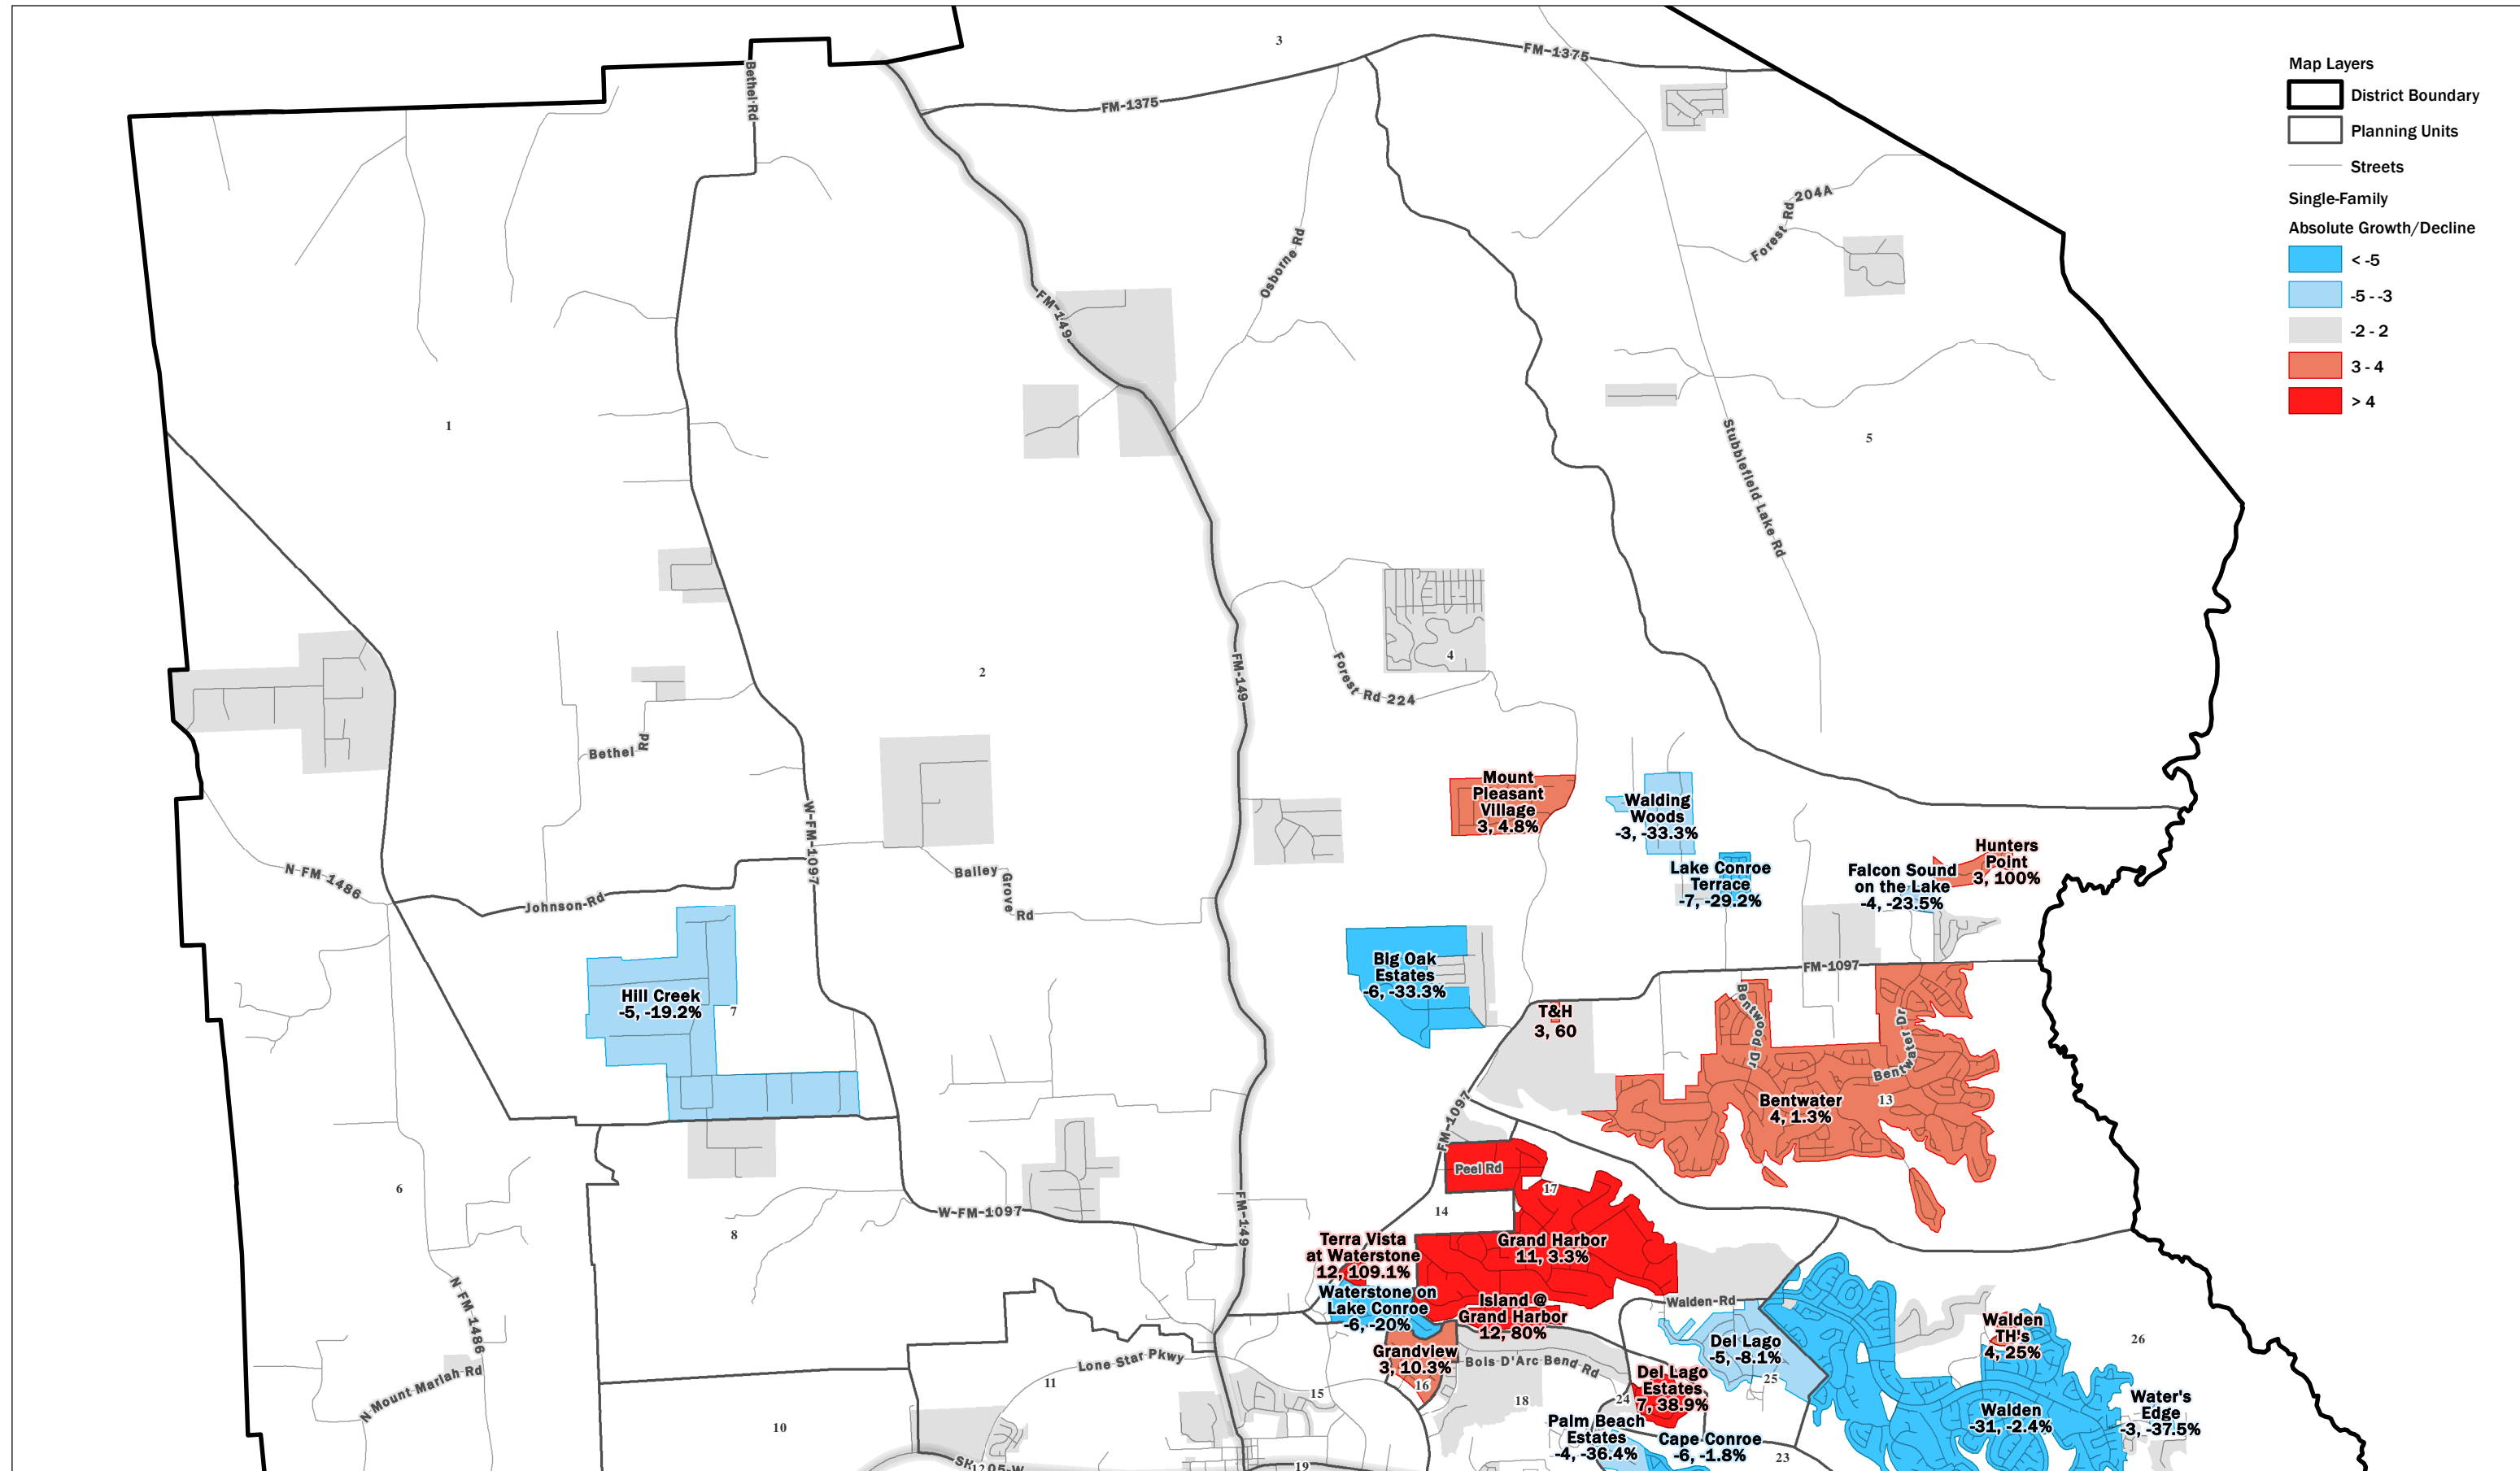 3
FM-1375
FM-1375
Bethel Rd
Map Layers
District Boundary
Planning Units
Streets
Single-Family
Absolute Growth/Decline
< -5
-5 - -3
-2 - 2
3 - 4
> 4
Forest Rd 204A
Osborne Rd
FM-149
1
5
Stubblefield Lake Rd
2
4
FM-149
Forest Rd 224
Bethel Rd
Mount
Pleasant
Village
3, 4.8%
Walding
Woods
-3, -33.3%
W-FM-1097
Hunters
Point
3, 100%
Lake Conroe
Terrace
-7, -29.2%
Falcon Sound
on the Lake
-4, -23.5%
N FM 1486
Johnson-Rd
Bailey Grove Rd
Big Oak
Estates
-6, -33.3%
FM-1097
Hill Creek
-5, -19.2%
7
T&H
3, 60
Bentwood Dr
Bentwater Dr
Bentwater
4, 1.3%
13
FM-1097
Peel Rd
17
6
14
8
W-FM-1097
FM-149
Terra Vista
at Waterstone
12, 109.1%
Grand Harbor
11, 3.3%
Waterstone on
Lake Conroe
-6, -20%
Island @
Grand Harbor
12, 80%
Walden-Rd
N FM 1486
Walden
TH's
4, 25%
26
Del Lago
-5, -8.1%
Grandview
3, 10.3%
Bois D'Arc Bend Rd
Lone Star Pkwy
N Mount Mariah Rd
11
15
16
18
24
25
Del Lago
Estates
7, 38.9%
Water's
Edge
-3, -37.5%
Walden
-31, -2.4%
10
Palm Beach
Estates
-4, -36.4%
Cape Conroe
-6, -1.8%
23
12
19